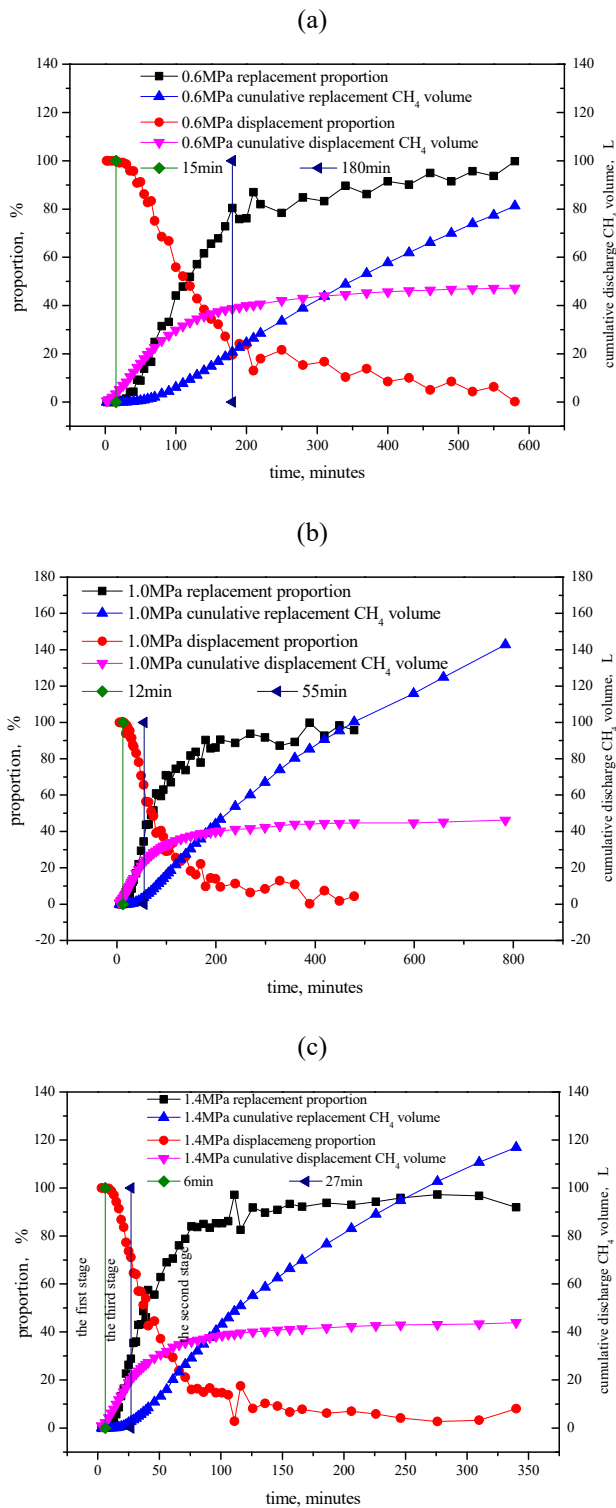 (a)
140
120
100
80
60
40
20
0
proportion, %
0.6MPa replacement proportion
0.6MPa cunulative replacement CH4 volume
0.6MPa displacement proportion
0.6MPa cunulative displacement CH4 volume
15min 180min
140
120
100
80
60
40
20
0
cumulative discharge CH4 volume, L
0 100 200 300 400 500 600
time, minutes
(b)
180
160
140
120
100
80
60
40
20
0
-20
proportion, %
1.0MPa replacement proportion
1.0MPa cunulative replacement CH4 volume
1.0MPa displacement proportion
1.0MPa cunulative displacement CH4 volume
12min 55min
180
160
140
120
100
80
60
40
20
0
-20
cumulative discharge CH4 volume, L
0 200 400 600 800
time, minutes
(c)
140
120
100
80
60
40
20
0
proportion, %
1.4MPa replacement proportion
1.4MPa cunulative replacement CH4 volume
1.4MPa displacemeng proportion
1.4MPa cunulative displacement CH4 volume
6min 27min
the first stage
the third stage
the second stage
140
120
100
80
60
40
20
0
cumulative discharge CH4 volume, L
0 50 100 150 200 250 300 350
time, minutes